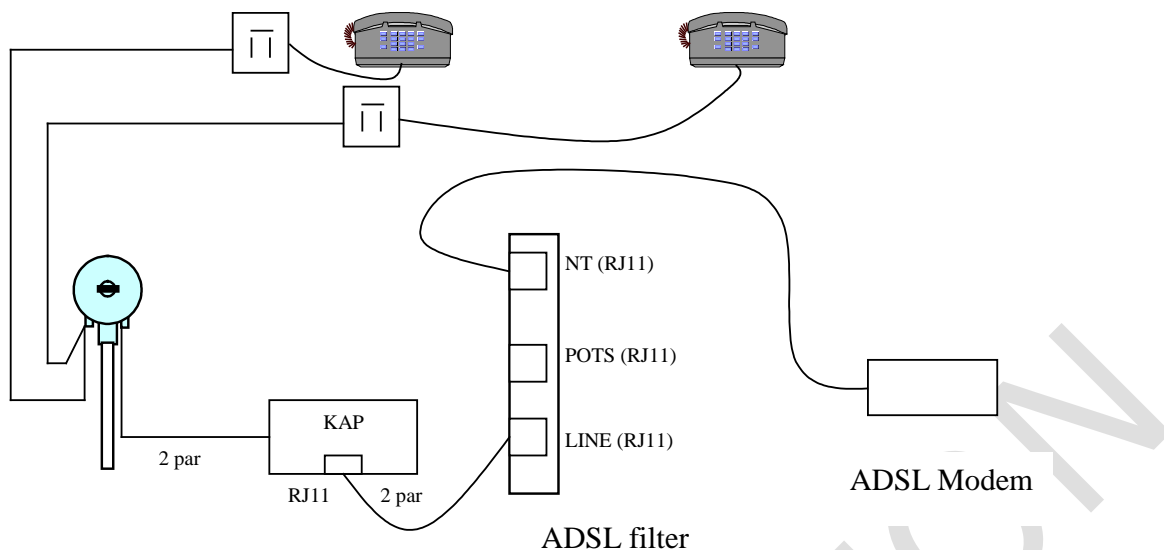 NT (RJ11)
POTS (RJ11)
KAP
LINE (RJ11)
2 par
RJ11
2 par
ADSL Modem
ADSL filter